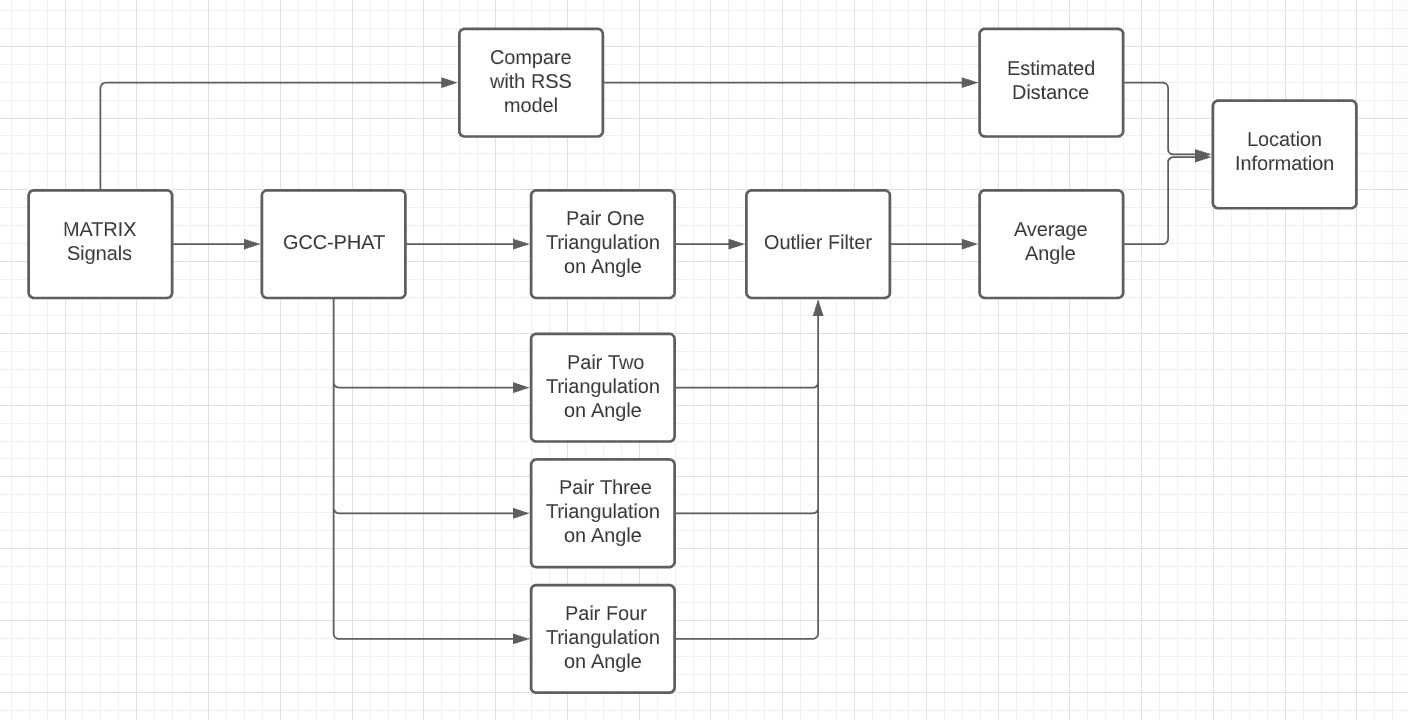 Compare
with RSS
model
Estimated
Distance
Location
Information
MATRIX
Signals
GCC-PHAT
Pair One
Triangulation
on Angle
Outlier Filter
Average
Angle
Pair Two
Triangulation
on Angle
Pair Three
Triangulation
on Angle
Pair Four
Triangulation
on Angle